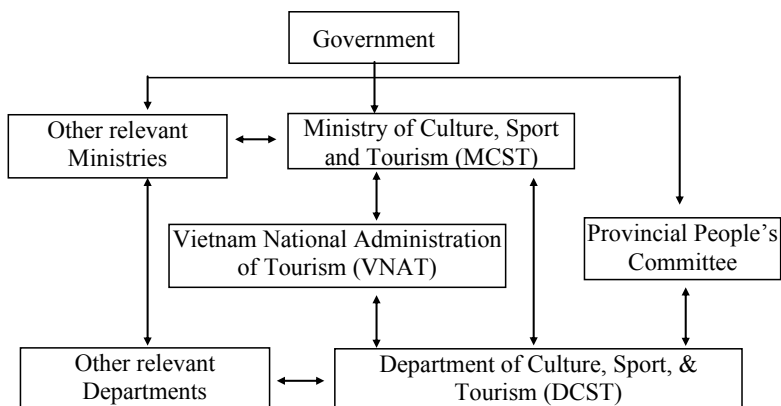 Government
Other relevant
Ministries
Ministry of Culture, Sport
and Tourism (MCST)
Vietnam National Administration
of Tourism (VNAT)
Provincial People’s
Committee
Other relevant
Departments
Department of Culture, Sport, &
Tourism (DCST)